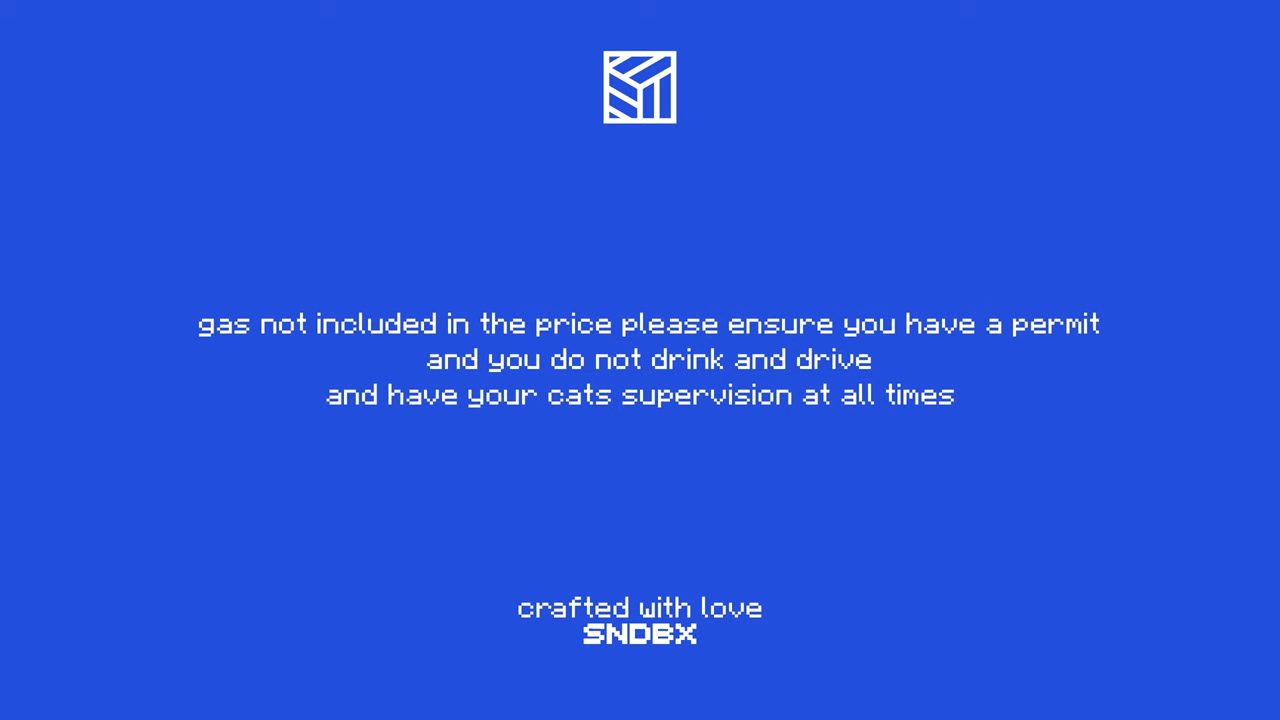 gas not included in the price please ensure you have a permit
and you do not drink and drive
and have your cats supervision at all times
crafted with love
SNDBX